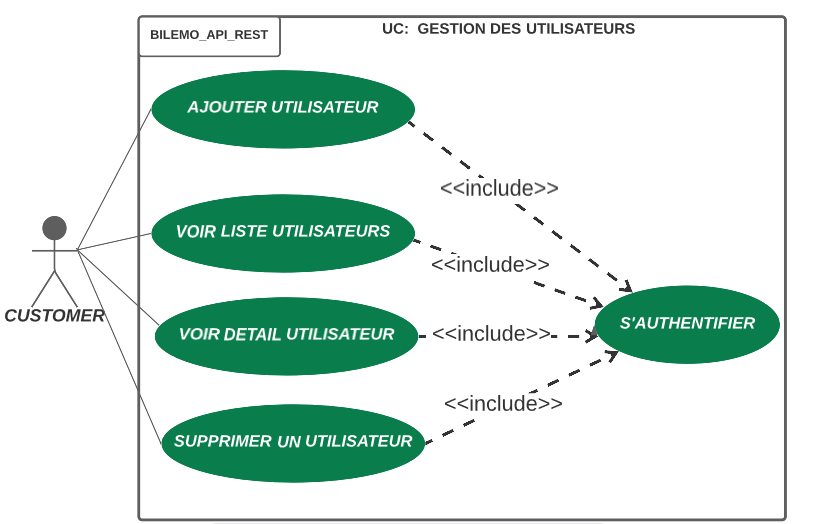 BILEMO_API_REST
UC: GESTION DES UTILISATEURS
AJOUTER UTILISATEUR
<<include>>
VOIR LISTE UTILISATEURS
<<include>>
CUSTOMER
S'AUTHENTIFIER
VOIR DETAIL UTILISATEUR
<<include>>
<<include>>
SUPPRIMER UN UTILISATEUR